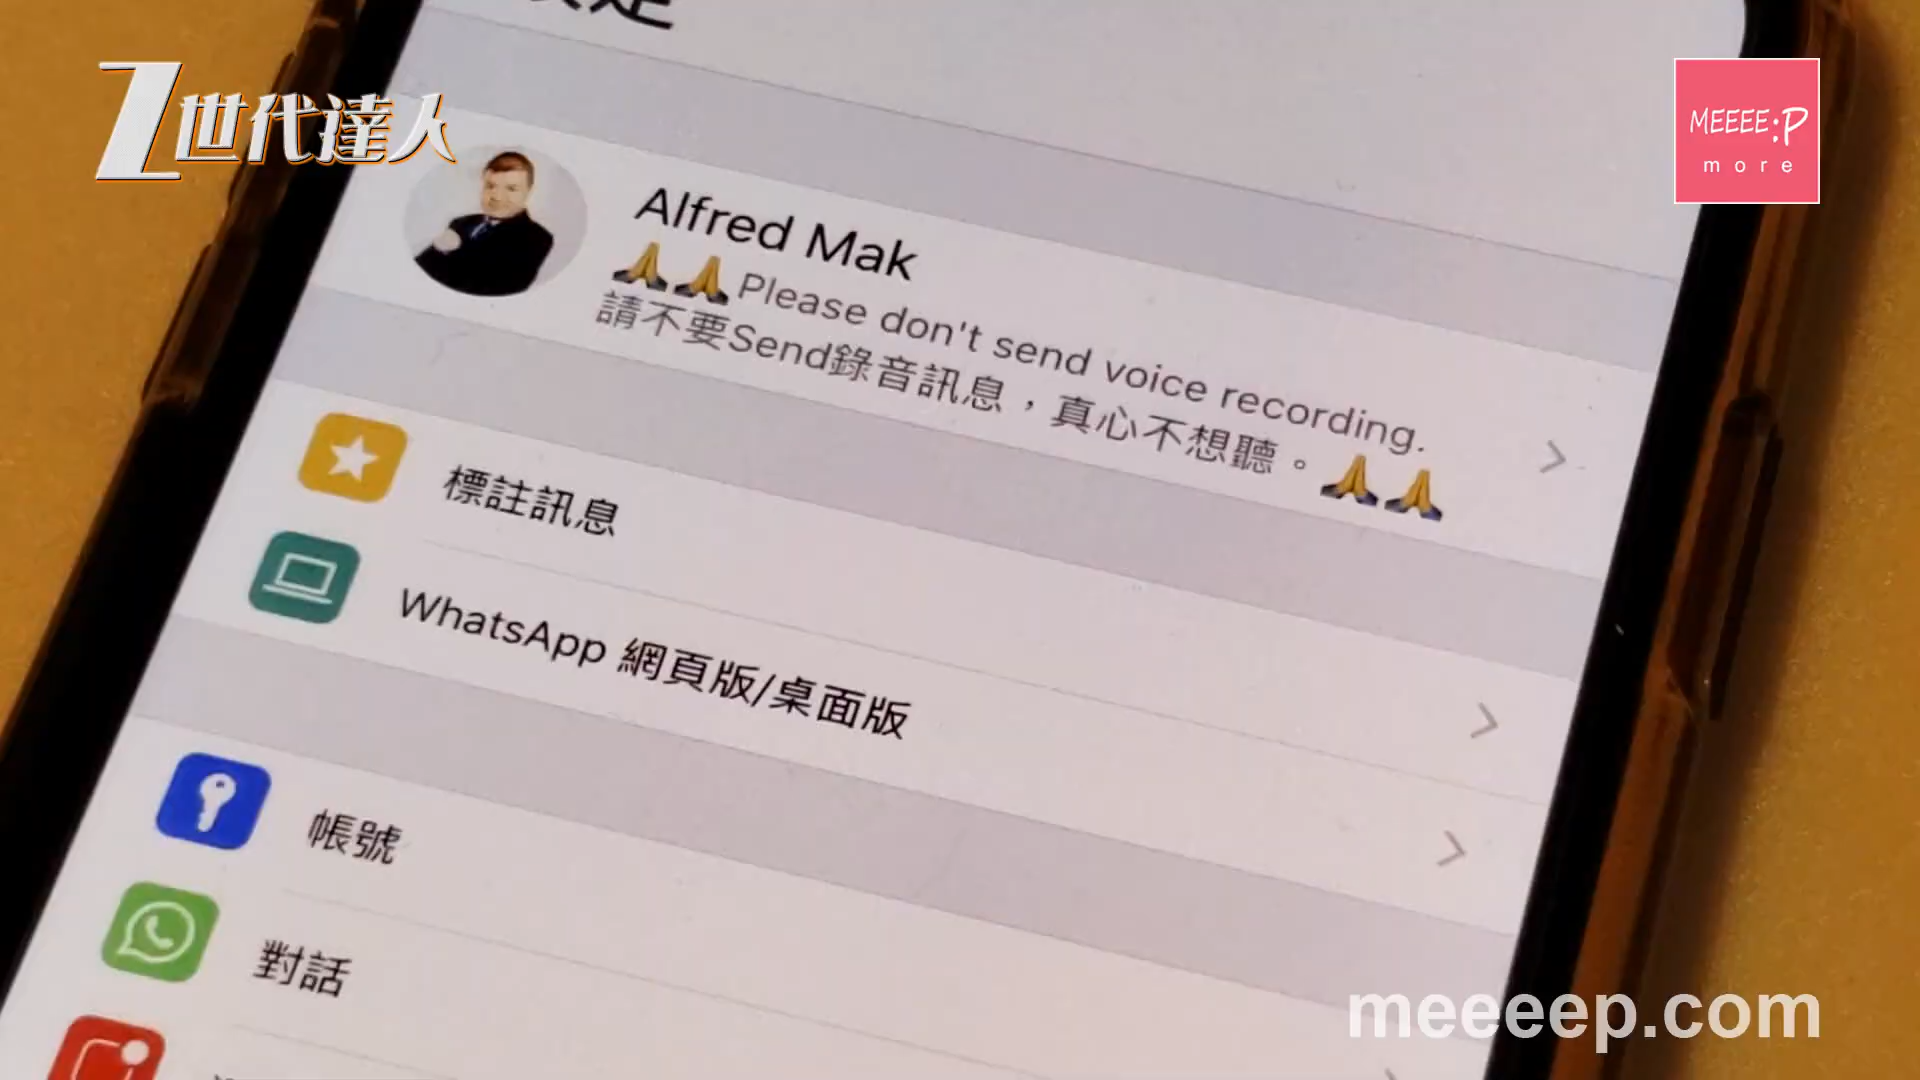 Z世代達人
MEEEE:P
more
Alfred Mak
🙏🙏Please don't send voice recording.
請不要Send錄音訊息，真心不想聽。🙏🙏
標註訊息
WhatsApp 網頁版/桌面版
帳號
對話
meeeep.com